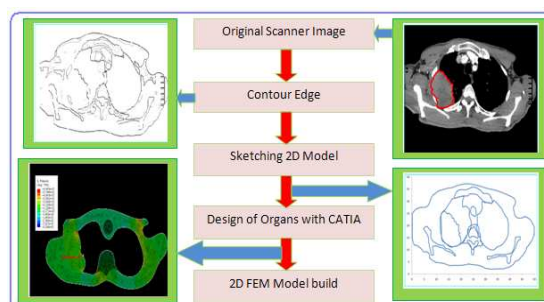 Original Scanner Image
Contour Edge
Sketching 2D Model
Design of Organs with CATIA
2D FEM Model build